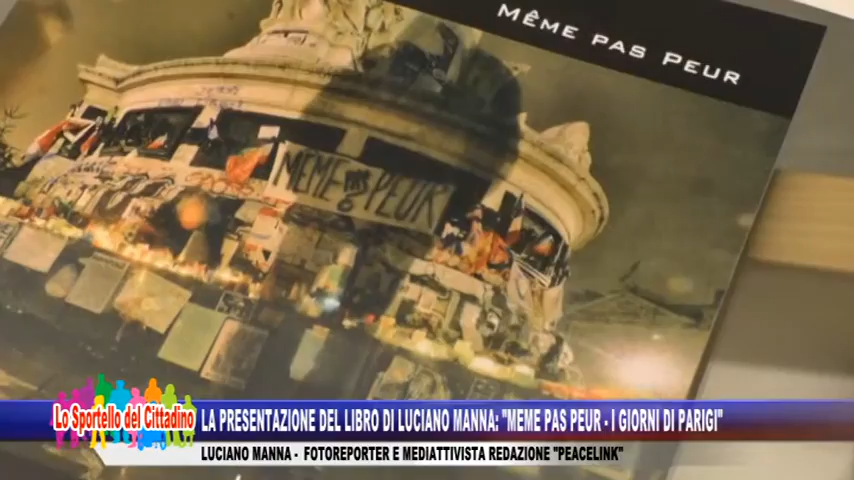 MÊME PAS PEUR
MEME PAS PEUR
Lo Sportello del Cittadino
LA PRESENTAZIONE DEL LIBRO DI LUCIANO MANNA: "MEME PAS PEUR - I GIORNI DI PARIGI"
LUCIANO MANNA - FOTOREPORTER E MEDIATTIVISTA REDAZIONE "PEACELINK"